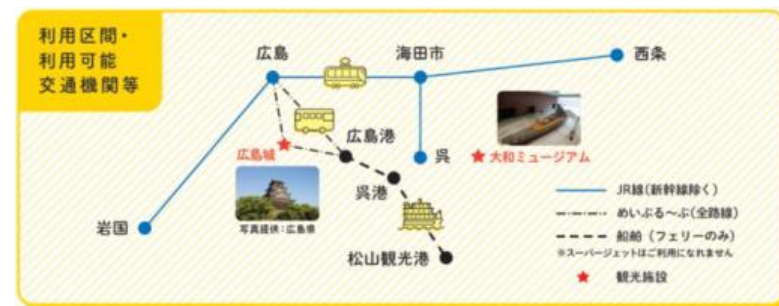 利用区間・
利用可能
交通機関等
広島
海田市
西条
広島港
広島城
呉
大和ミュージアム
呉港
岩国
写真提供：広島県
松山観光港
JR線（新幹線除く）
めいぷる～ぷ（全路線）
船舶（フェリーのみ）
※スーパージェットはご利用になれません
観光施設